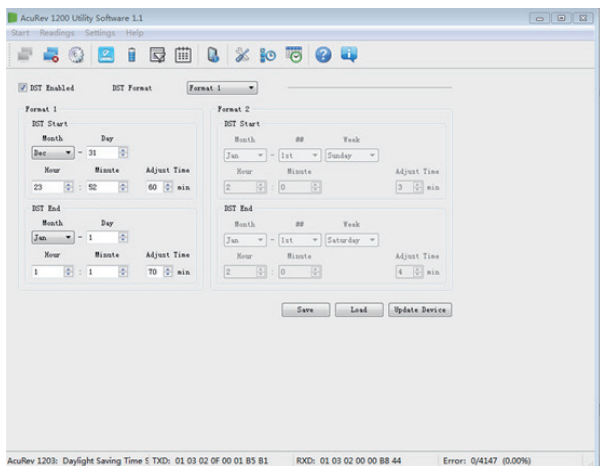 AcuRev 1200 Utility Software 1.1
Start Readings Settings Help
DST Enabled DST Format Format 1
Format 1
DST Start
Month Day
Dec - 31
Hour Minute Adjust Time
23 : 52 60 min
DST End
Month Day
Jan - 1
Hour Minute Adjust Time
1 : 1 70 min
Format 2
DST Start
Month ## Week
Jan - 1st Sunday
Hour Minute Adjust Time
2 : 0 3 min
DST End
Month ## Week
Jan - 1st Saturday
Hour Minute Adjust Time
2 : 0 4 min
Save Load Update Device
AcuRev 1203: Daylight Saving Time S TXD: 01 03 02 0F 00 01 B5 B1 RXD: 01 03 02 00 00 B8 44 Error: 0/4147 (0.00%)